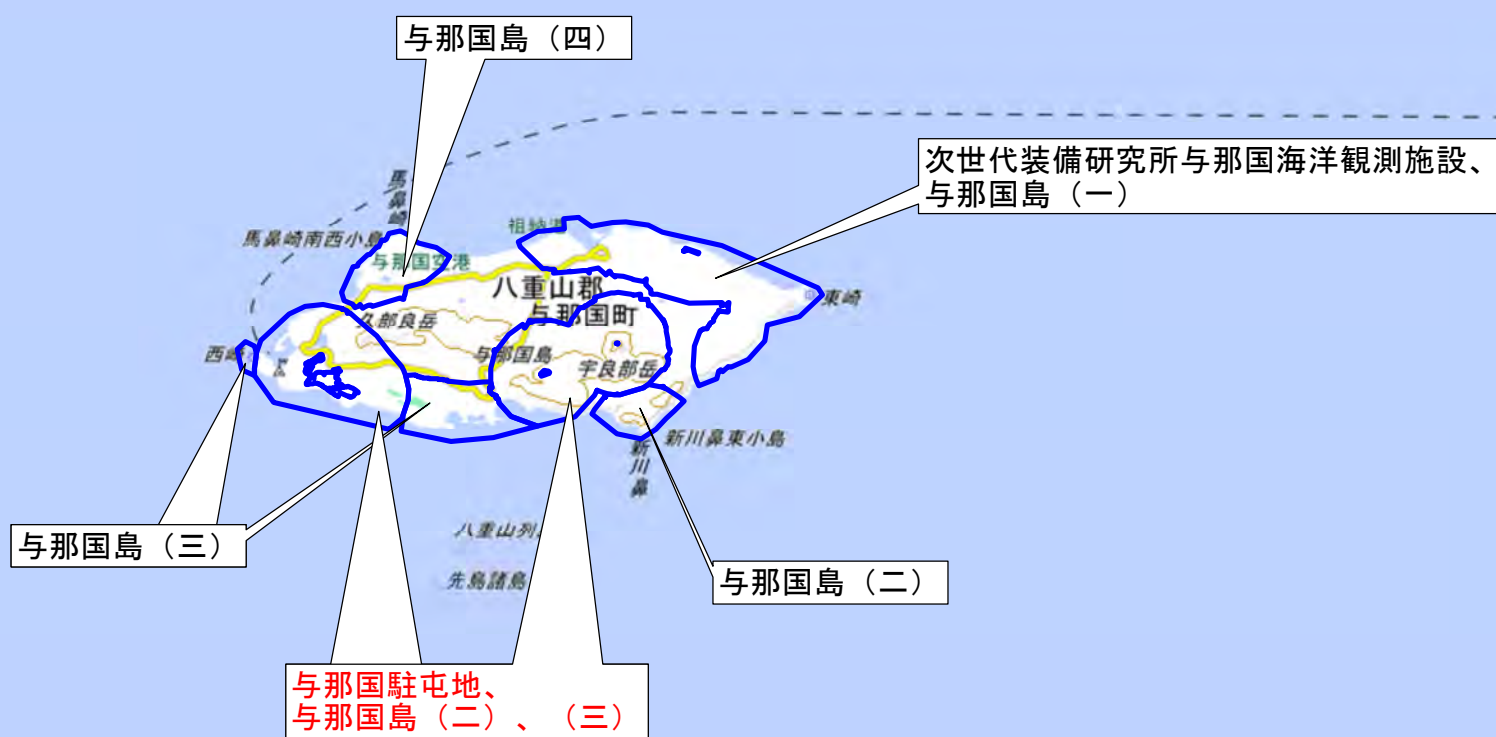 与那国島（四）
次世代装備研究所与那国海洋観測施設、
与那国島（一）
馬鼻崎
祖納港
馬鼻崎南西小島
与那国空港
八重山郡
与那国町
東崎
久部良岳
西崎
与那国島
宇良部岳
新川鼻東小島
新川鼻
八重山列
先島諸島
与那国島（三）
与那国島（二）
与那国駐屯地、
与那国島（二）、（三）